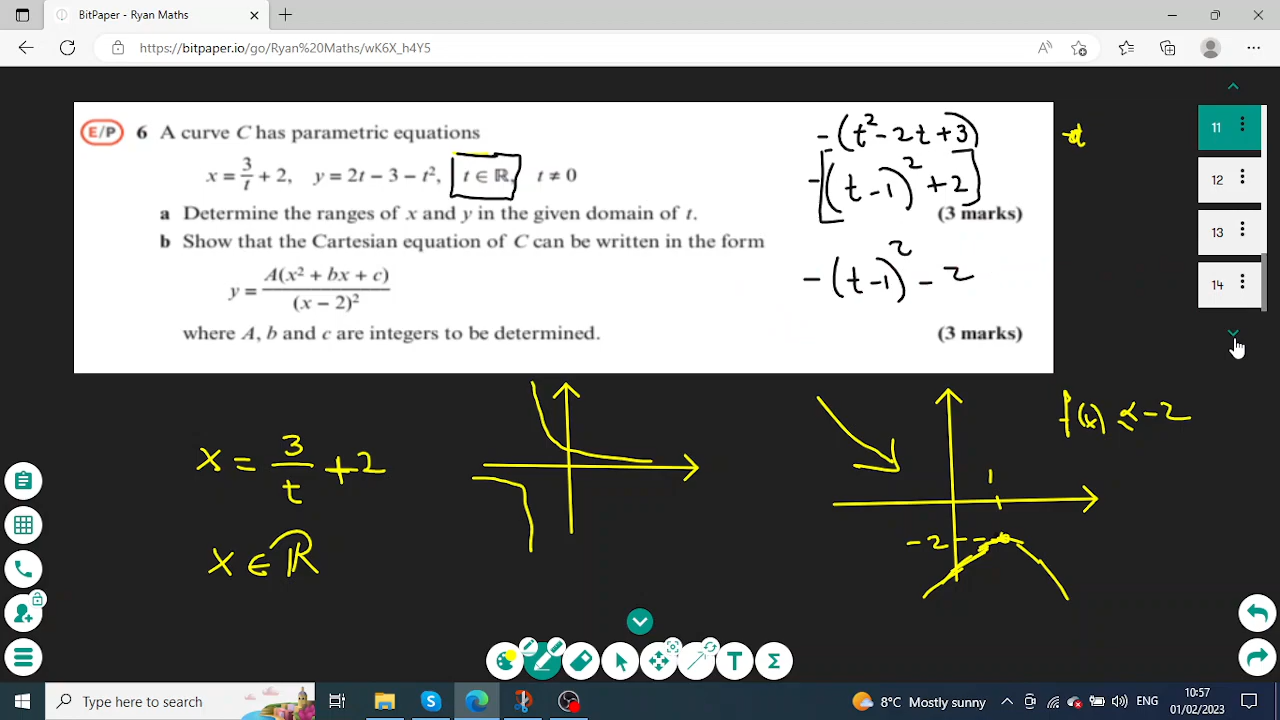 BitPaper - Ryan Maths
https://bitpaper.io/go/Ryan%20Maths/wK6X_h4Y5
E/P 6 A curve C has parametric equations
x = 3/t + 2, y = 2t − 3 − t², t ∈ ℝ, t ≠ 0
a Determine the ranges of x and y in the given domain of t. (3 marks)
b Show that the Cartesian equation of C can be written in the form
y = A(x² + bx + c)/(x − 2)²
where A, b and c are integers to be determined. (3 marks)
-(t² - 2t + 3)
-[(t - 1)² + 2]
-(t - 1)² - 2
11
12
13
14
x = 3/t + 2
x ∈ ℝ
1
-2
f(x) ≤ -2
T
Σ
Type here to search
8°C Mostly sunny
ENG
10:57
01/02/2023